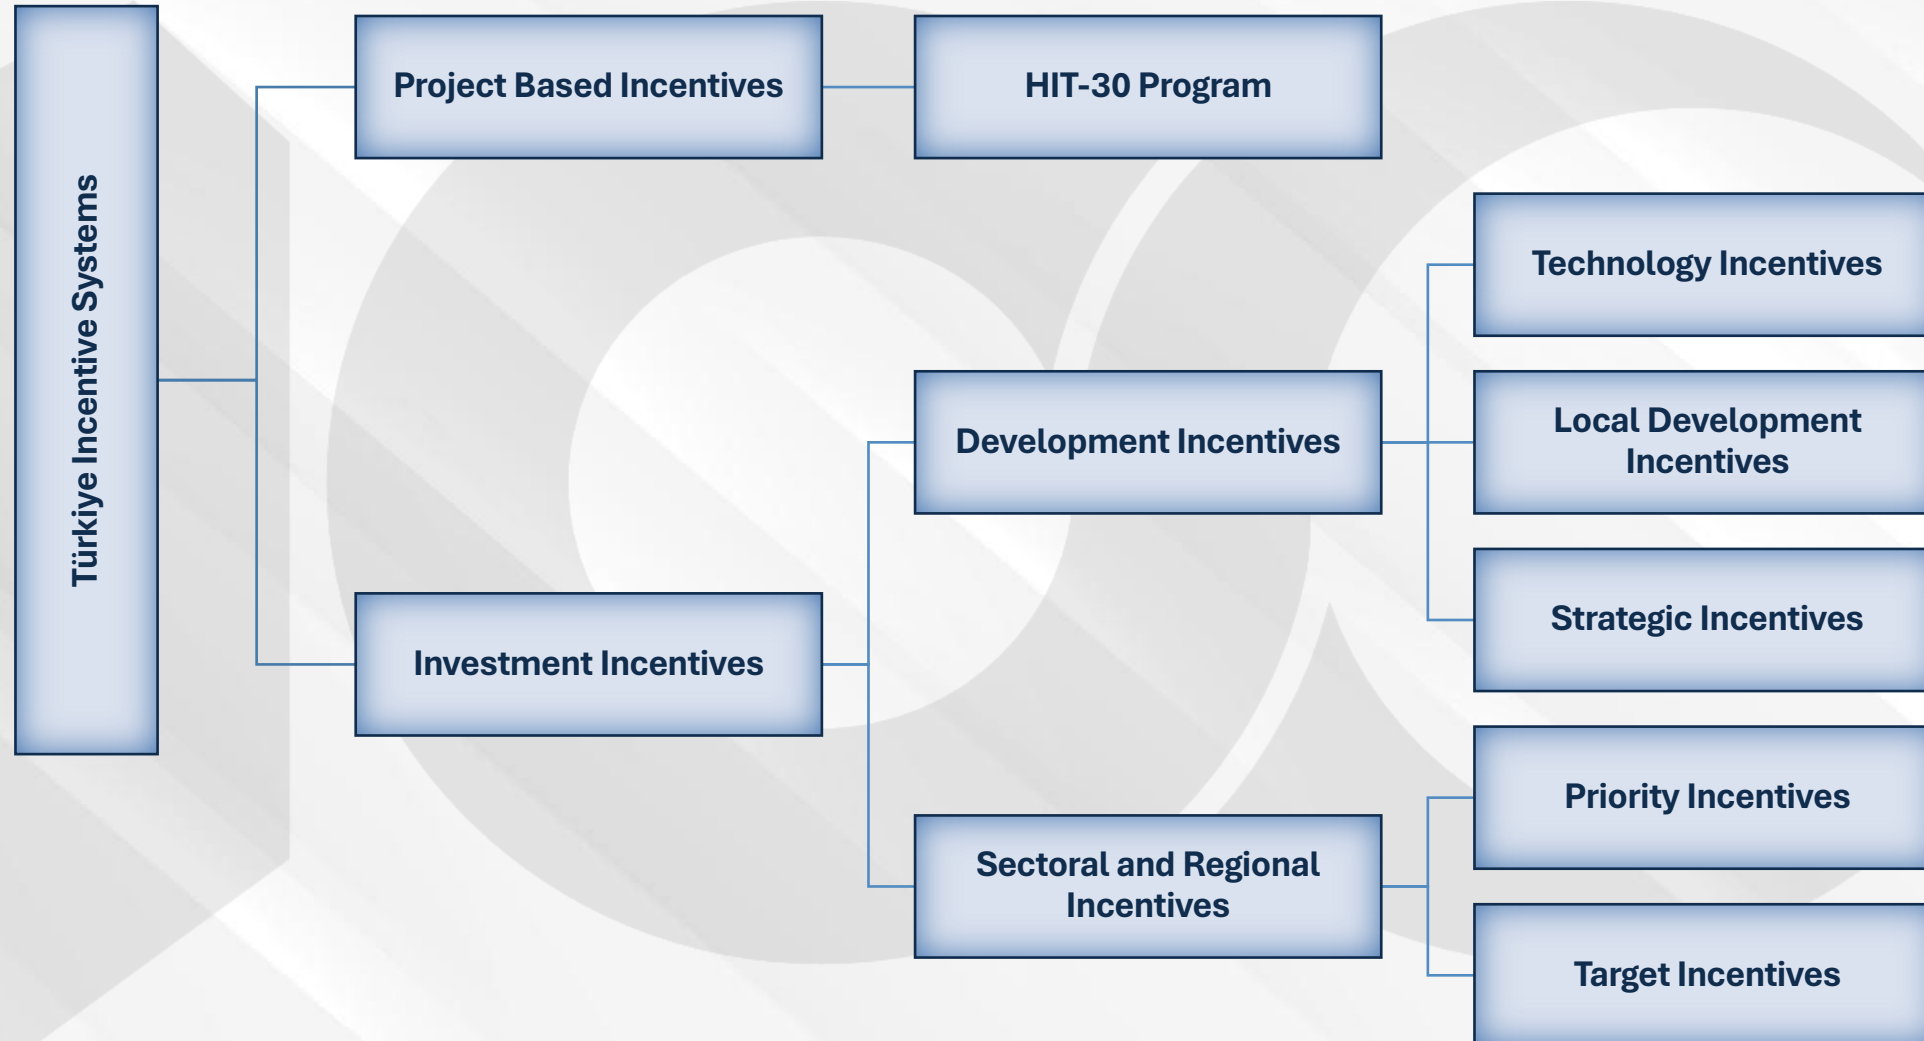 Türkiye Incentive Systems
Project Based Incentives
HIT-30 Program
Investment Incentives
Development Incentives
Technology Incentives
Local Development
Incentives
Strategic Incentives
Sectoral and Regional
Incentives
Priority Incentives
Target Incentives